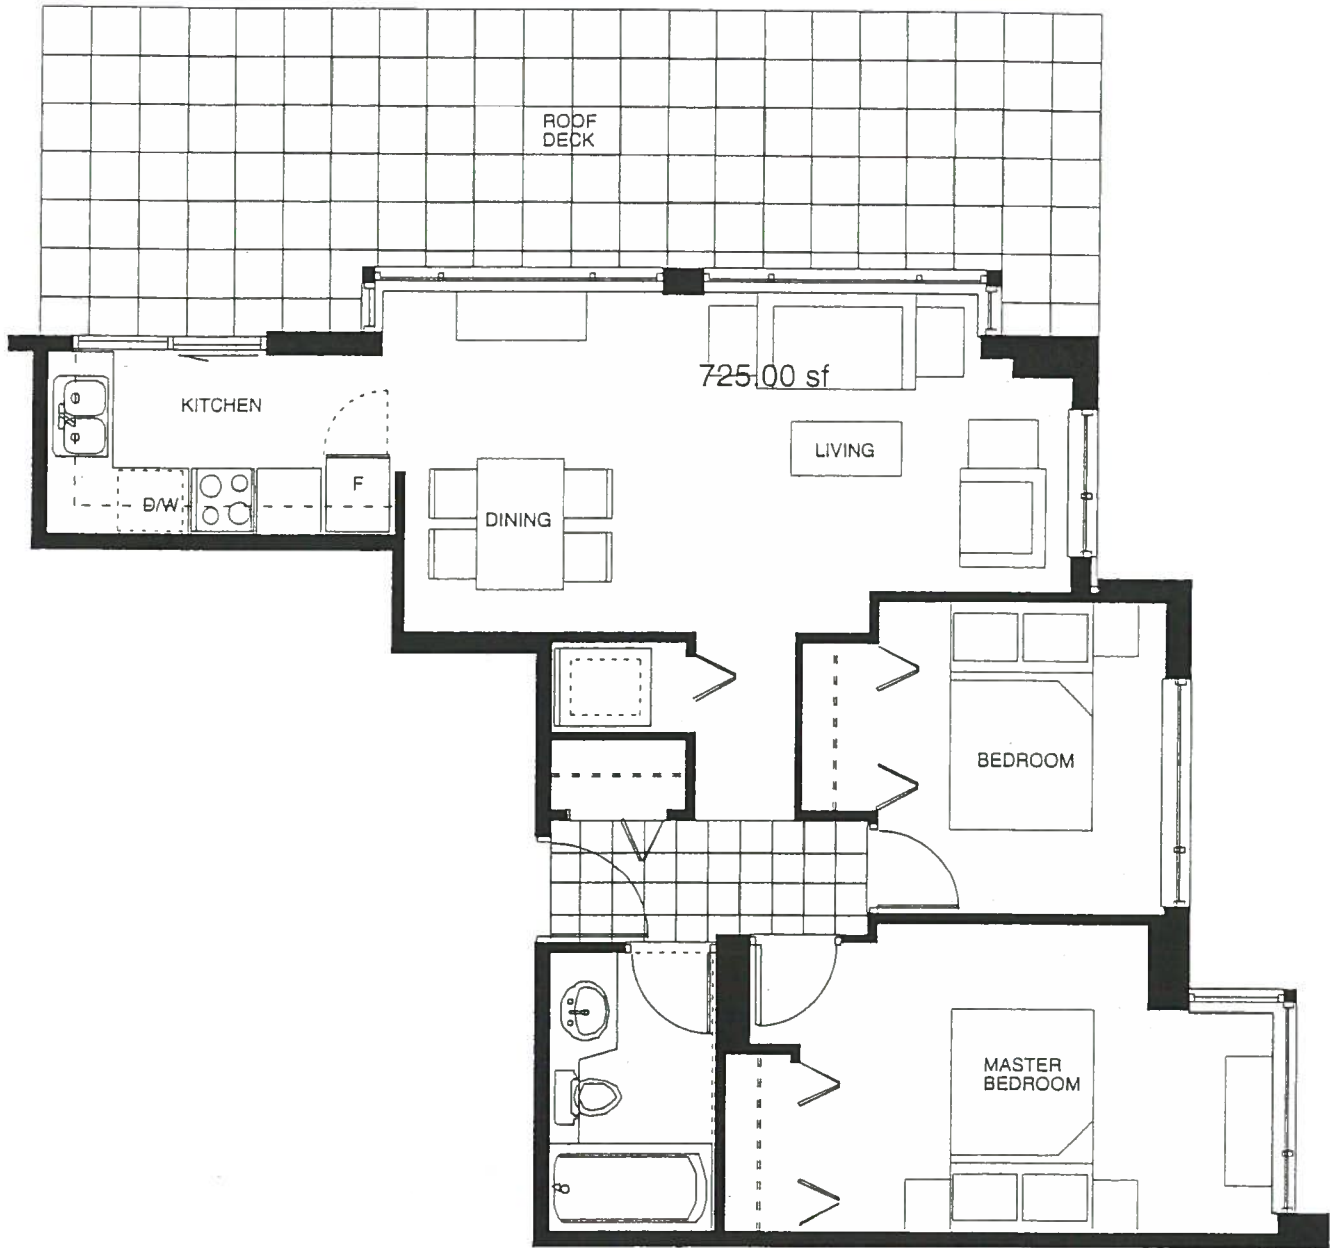 ROOF
DECK
725.00 sf
KITCHEN
LIVING
F
D/W
DINING
BEDROOM
MASTER
BEDROOM